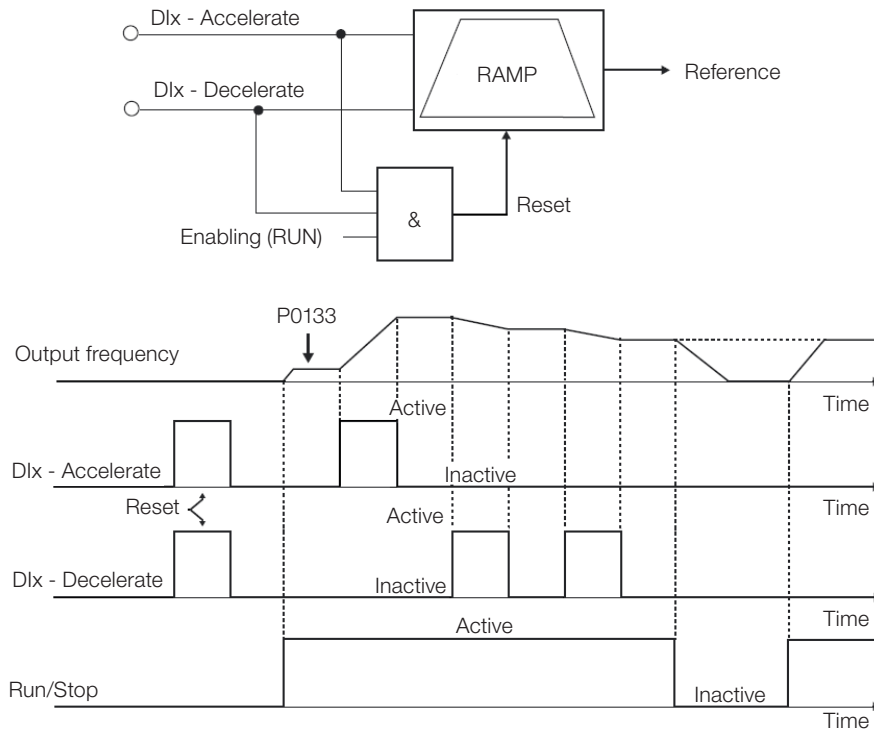 DIx - Accelerate
RAMP
Reference
DIx - Decelerate
&
Reset
Enabling (RUN)
P0133
Output frequency
Time
Active
DIx - Accelerate
Inactive
Time
Reset
Active
DIx - Decelerate
Inactive
Time
Active
Run/Stop
Inactive
Time